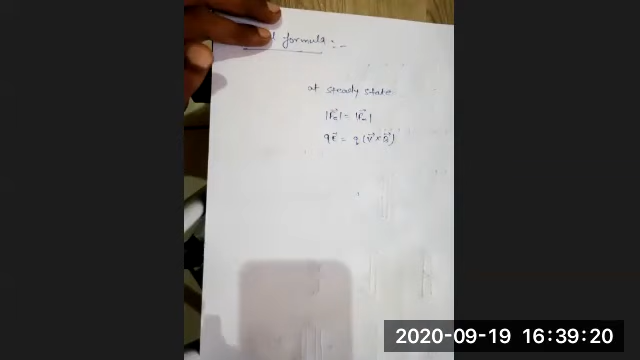 formula :-
at steady state
|F⃗e| = |F⃗m|
qE⃗ = q (V⃗ × B⃗)
2020-09-19 16:39:20